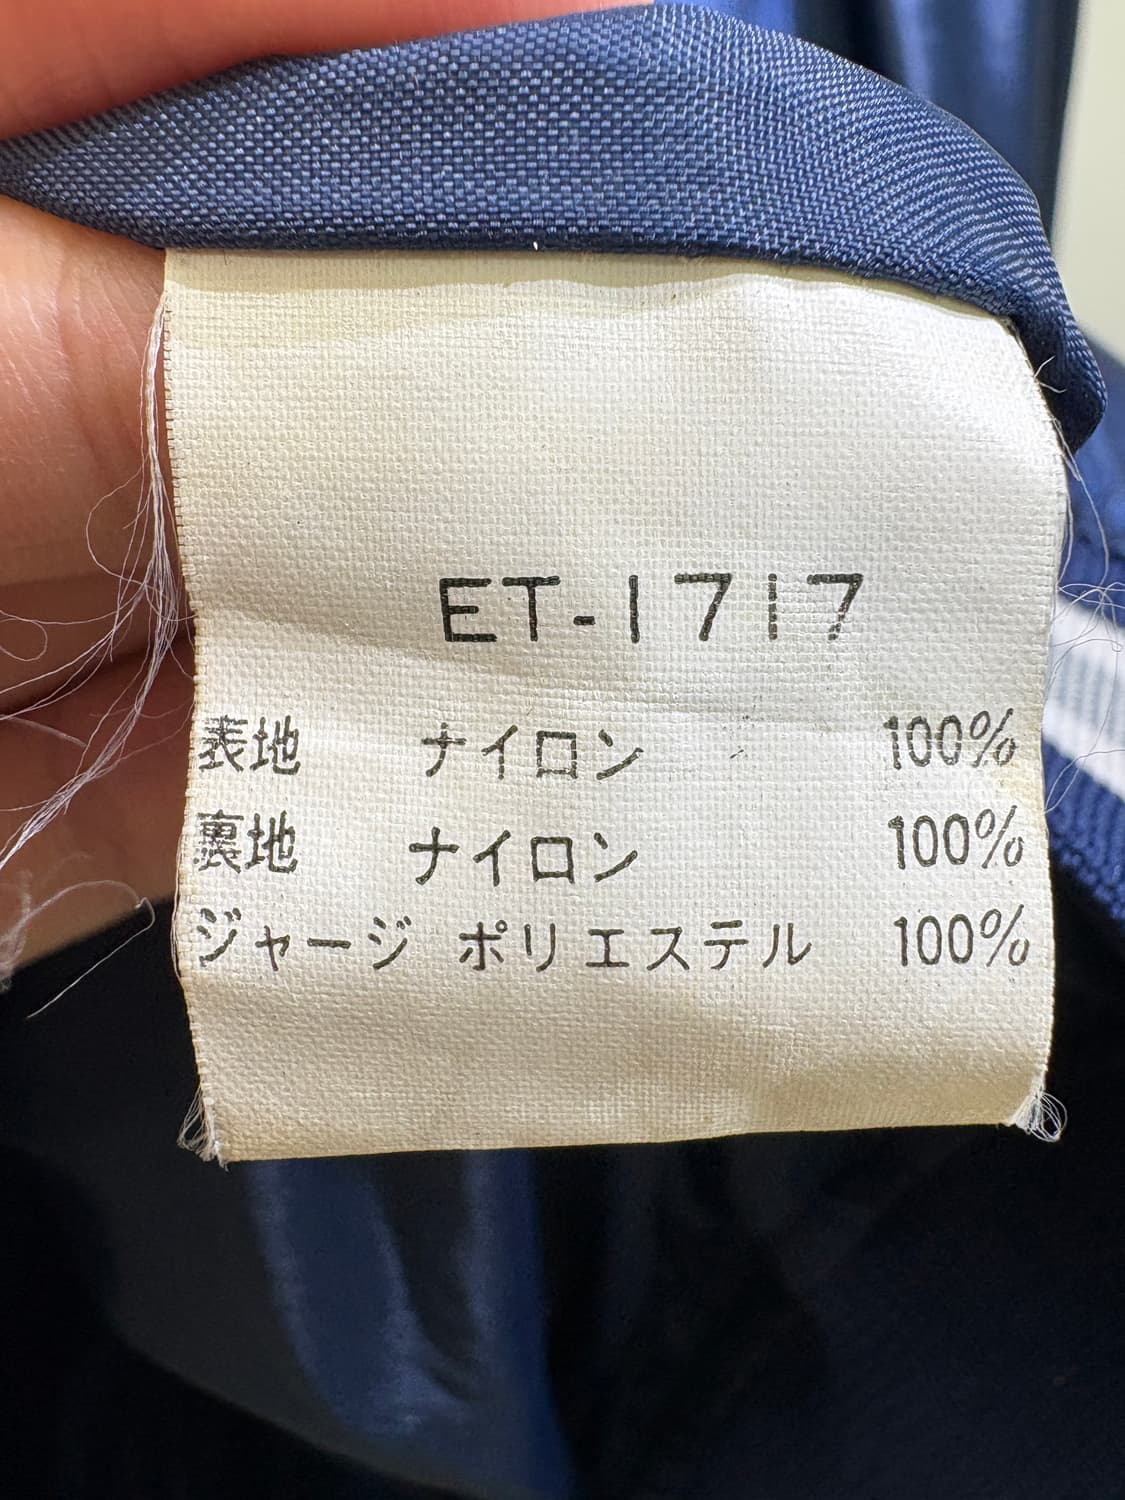 ET-1717
表地 ナイロン 100%
裏地 ナイロン 100%
ジャージ ポリエステル 100%